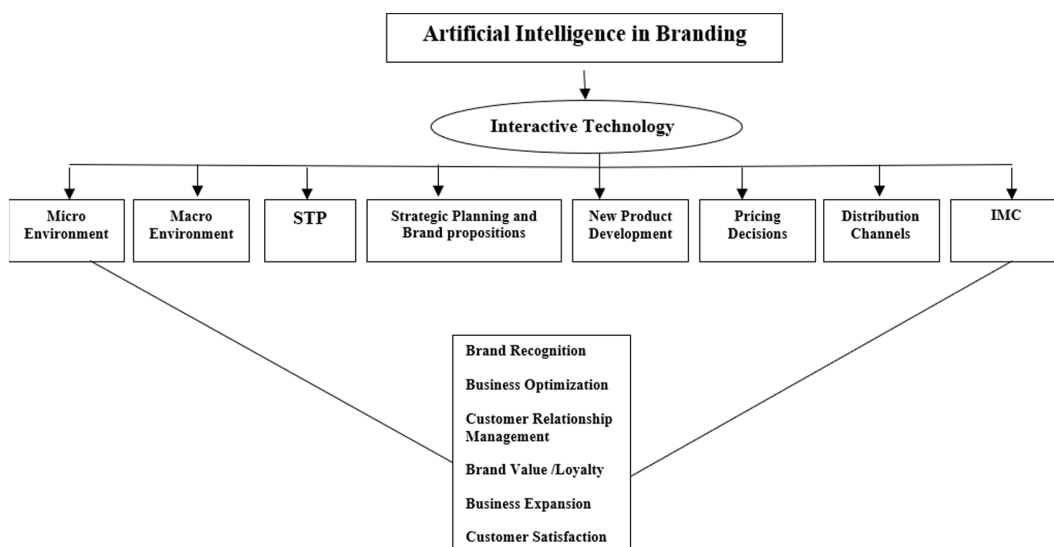 Artificial Intelligence in Branding
Interactive Technology
Micro
Environment
Macro
Environment
STP
Strategic Planning and
Brand propositions
New Product
Development
Pricing
Decisions
Distribution
Channels
IMC
Brand Recognition
Business Optimization
Customer Relationship
Management
Brand Value /Loyalty
Business Expansion
Customer Satisfaction